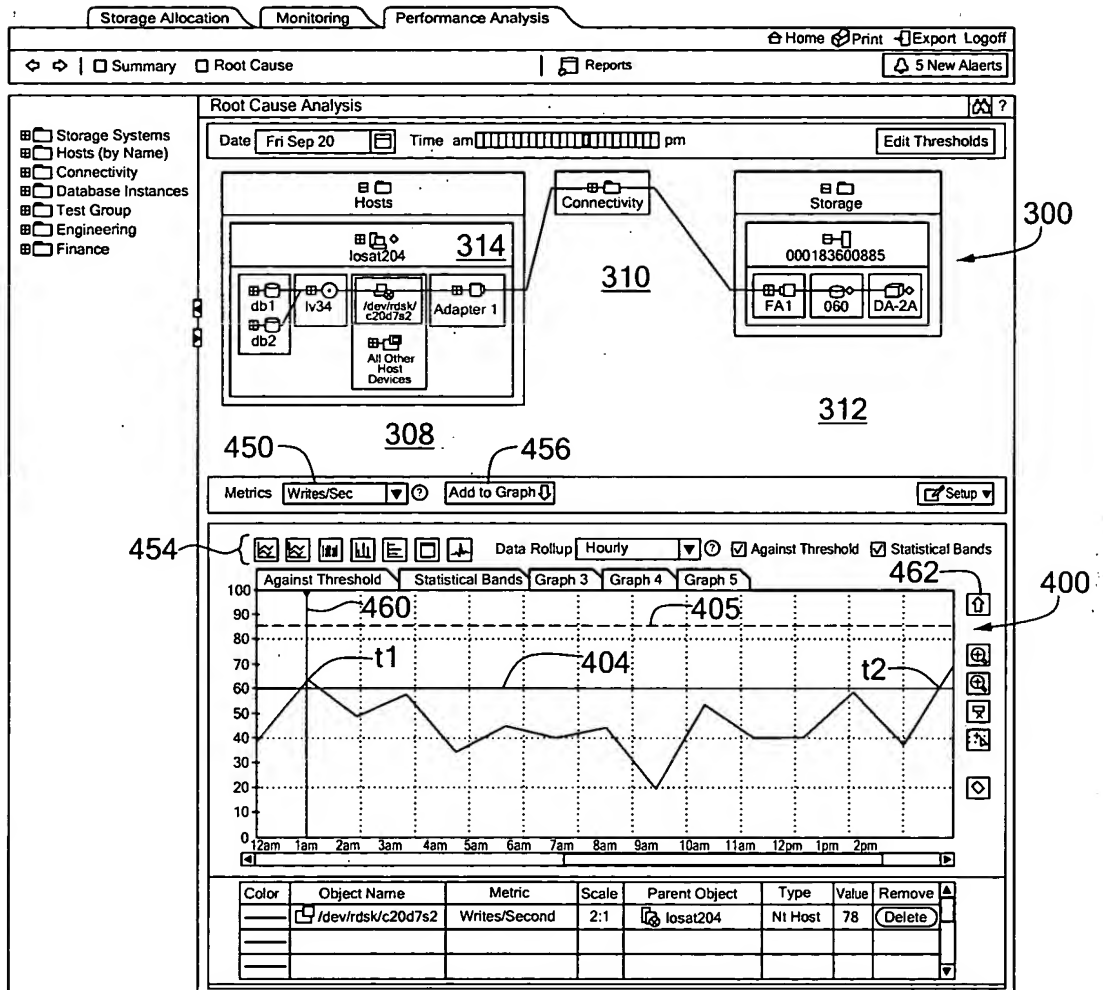 Storage Allocation Monitoring Performance Analysis
Home Print Export Logoff
Summary Root Cause Reports 5 New Alaerts
Root Cause Analysis ?
Storage Systems
Hosts (by Name)
Connectivity
Database Instances
Test Group
Engineering
Finance
Date Fri Sep 20 Time am pm Edit Thresholds
Hosts
Connectivity
Storage
300
losat204
314
000183600885
310
db1
lv34
/dev/rdsk/
c20d7s2
Adapter 1
FA1
060
DA-2A
db2
All Other
Host
Devices
308
312
450
456
Metrics Writes/Sec ? Add to Graph Setup
454
Data Rollup Hourly ? Against Threshold Statistical Bands
Against Threshold Statistical Bands Graph 3 Graph 4 Graph 5
462
400
100
90
80
70
60
50
40
30
20
10
0
460
405
t1
404
t2
12am 1am 2am 3am 4am 5am 6am 7am 8am 9am 10am 11am 12pm 1pm 2pm
Color Object Name Metric Scale Parent Object Type Value Remove
/dev/rdsk/c20d7s2 Writes/Second 2:1 losat204 Nt Host 78 Delete